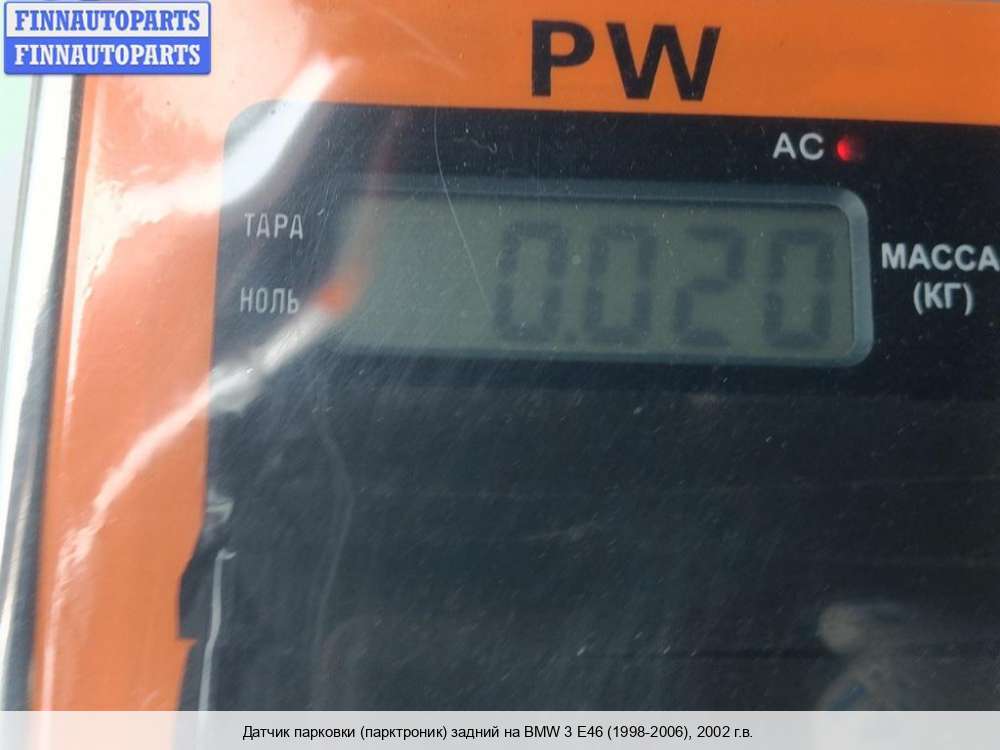 FINNAUTOPARTS
FINNAUTOPARTS
PW
AC
ТАРА
НОЛЬ
0.020
МАССА
(КГ)
Датчик парковки (парктроник) задний на BMW 3 E46 (1998-2006), 2002 г.в.